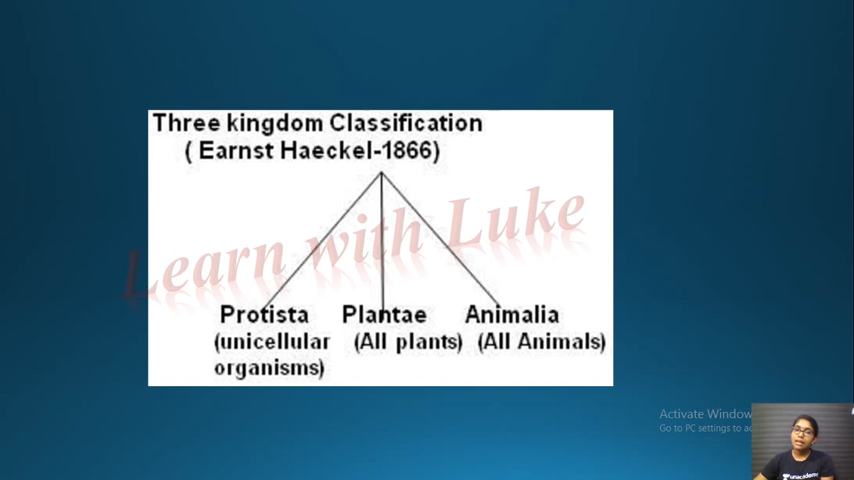 Three kingdom Classification
( Earnst Haeckel-1866)
Learn with Luke
Protista Plantae Animalia
(unicellular (All plants) (All Animals)
organisms)
Activate Window
Go to PC settings to
unacademy